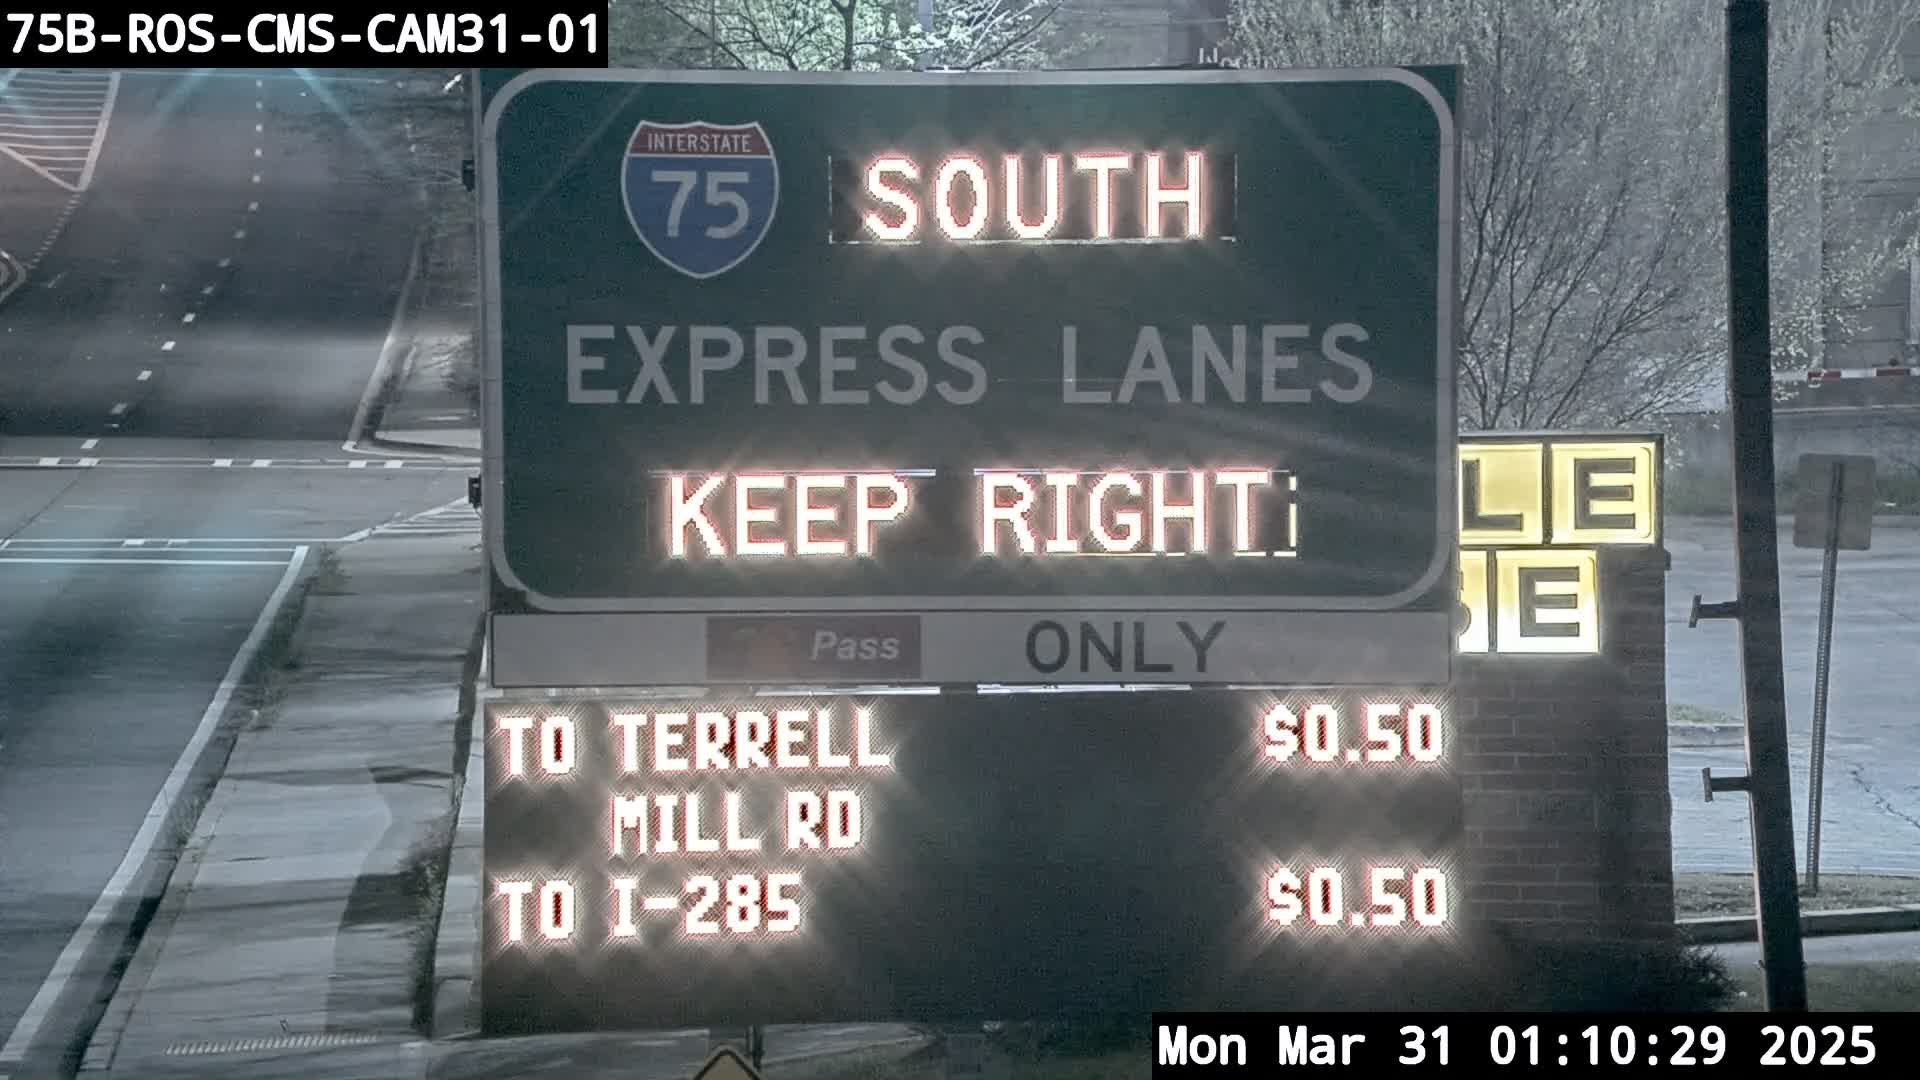 75B-ROS-CMS-CAM31-01
INTERSTATE
75
SOUTH
EXPRESS LANES
KEEP RIGHT
Pass ONLY
TO TERRELL $0.50
MILL RD
TO I-285 $0.50
LE
E
Mon Mar 31 01:10:29 2025